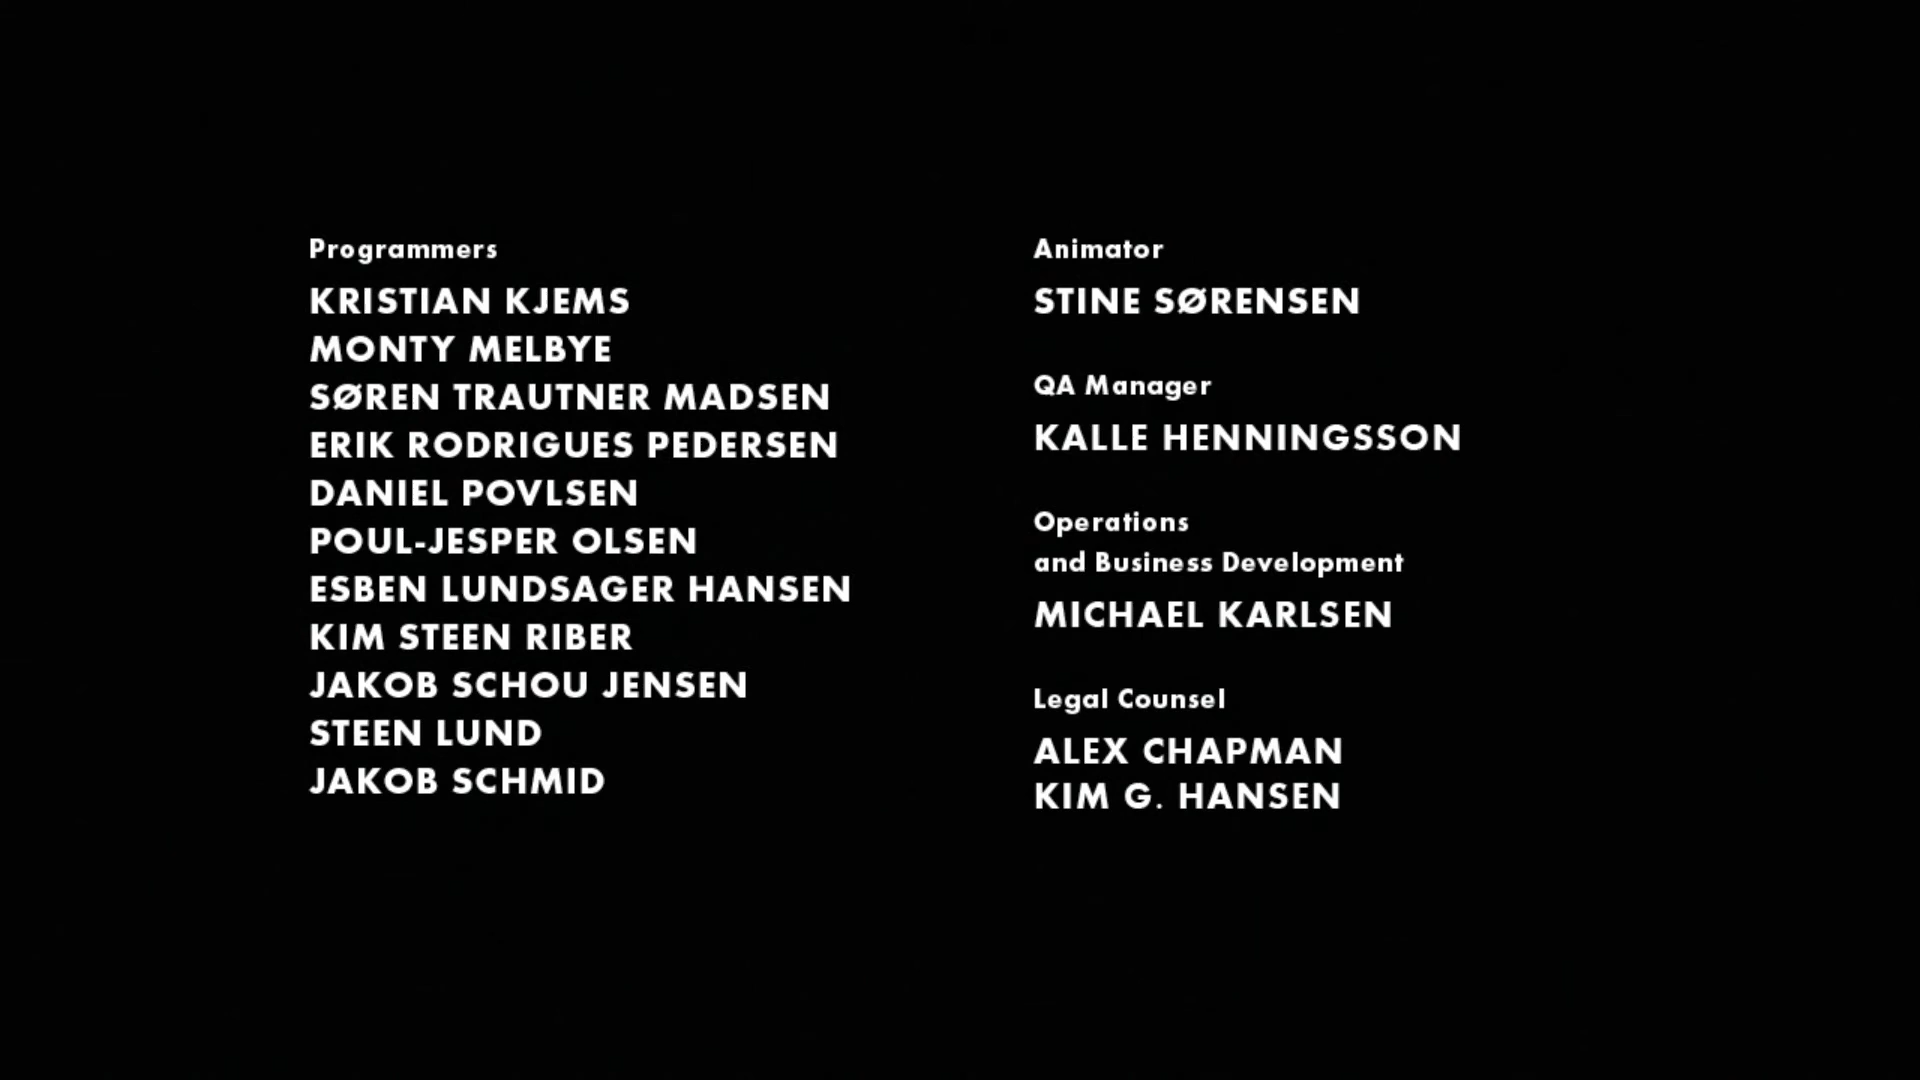 Programmers
KRISTIAN KJEMS
MONTY MELBYE
SØREN TRAUTNER MADSEN
ERIK RODRIGUES PEDERSEN
DANIEL POVLSEN
POUL-JESPER OLSEN
ESBEN LUNDSAGER HANSEN
KIM STEEN RIBER
JAKOB SCHOU JENSEN
STEEN LUND
JAKOB SCHMID
Animator
STINE SØRENSEN
QA Manager
KALLE HENNINGSSON
Operations
and Business Development
MICHAEL KARLSEN
Legal Counsel
ALEX CHAPMAN
KIM G. HANSEN